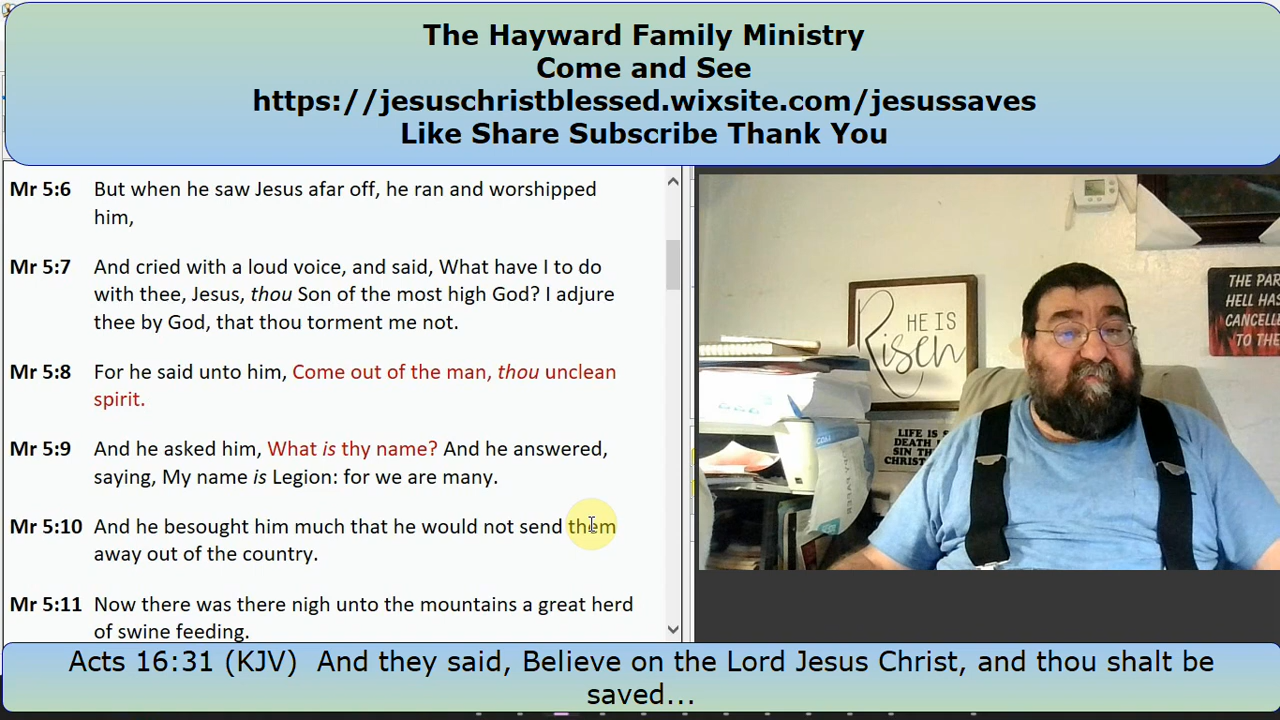 The Hayward Family Ministry
Come and See
https://jesuschristblessed.wixsite.com/jesussaves
Like Share Subscribe Thank You
Mr 5:6 But when he saw Jesus afar off, he ran and worshipped
him,
Mr 5:7 And cried with a loud voice, and said, What have I to do
with thee, Jesus, thou Son of the most high God? I adjure
thee by God, that thou torment me not.
Mr 5:8 For he said unto him, Come out of the man, thou unclean
spirit.
Mr 5:9 And he asked him, What is thy name? And he answered,
saying, My name is Legion: for we are many.
Mr 5:10 And he besought him much that he would not send them
away out of the country.
Mr 5:11 Now there was there nigh unto the mountains a great herd
of swine feeding.
HE IS
Risen
LIFE IS
DEATH
SIN TH
CHRIST
THE PAR
HELL HAS
CANCELLE
TO THE
Acts 16:31 (KJV) And they said, Believe on the Lord Jesus Christ, and thou shalt be
saved...